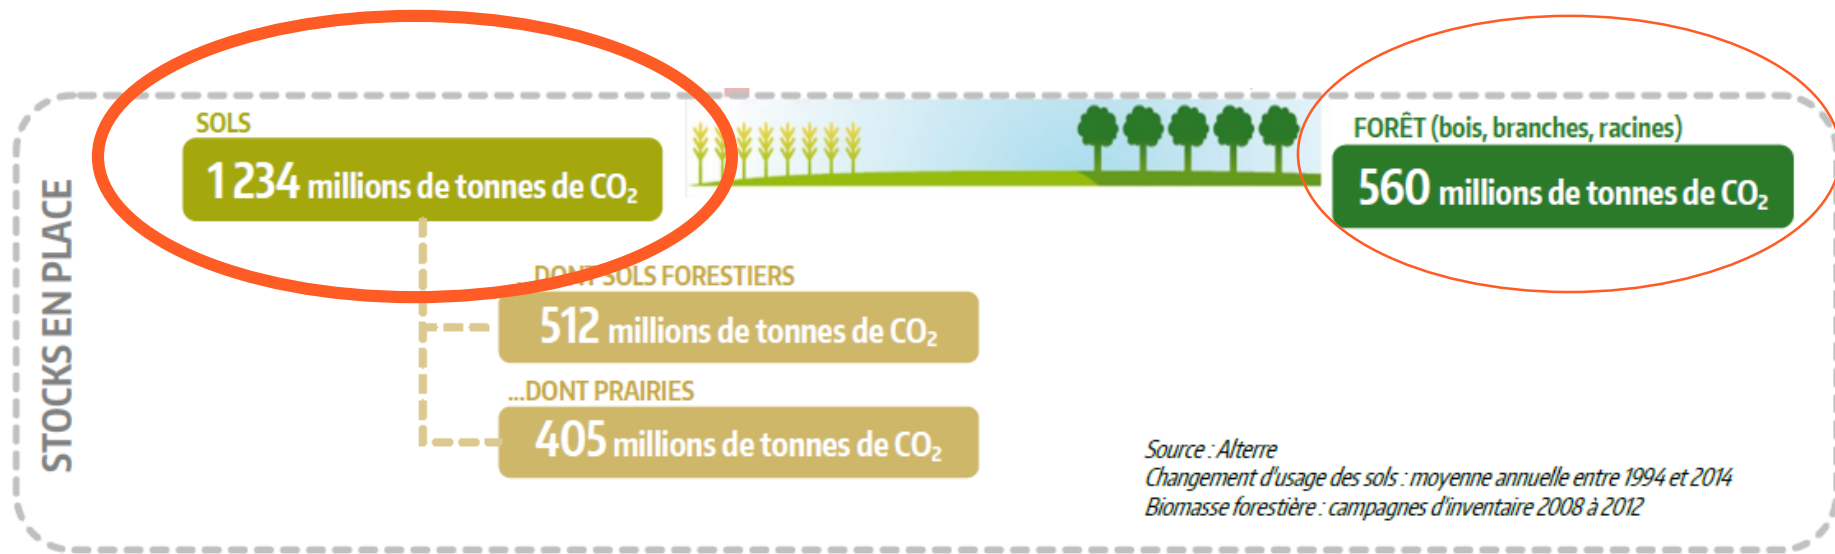 STOCKS EN PLACE
SOLS
1 234 millions de tonnes de CO₂
FORÊT (bois, branches, racines)
560 millions de tonnes de CO₂
...DONT SOLS FORESTIERS
512 millions de tonnes de CO₂
...DONT PRAIRIES
405 millions de tonnes de CO₂
Source : Alterre
Changement d'usage des sols : moyenne annuelle entre 1994 et 2014
Biomasse forestière : campagnes d'inventaire 2008 à 2012